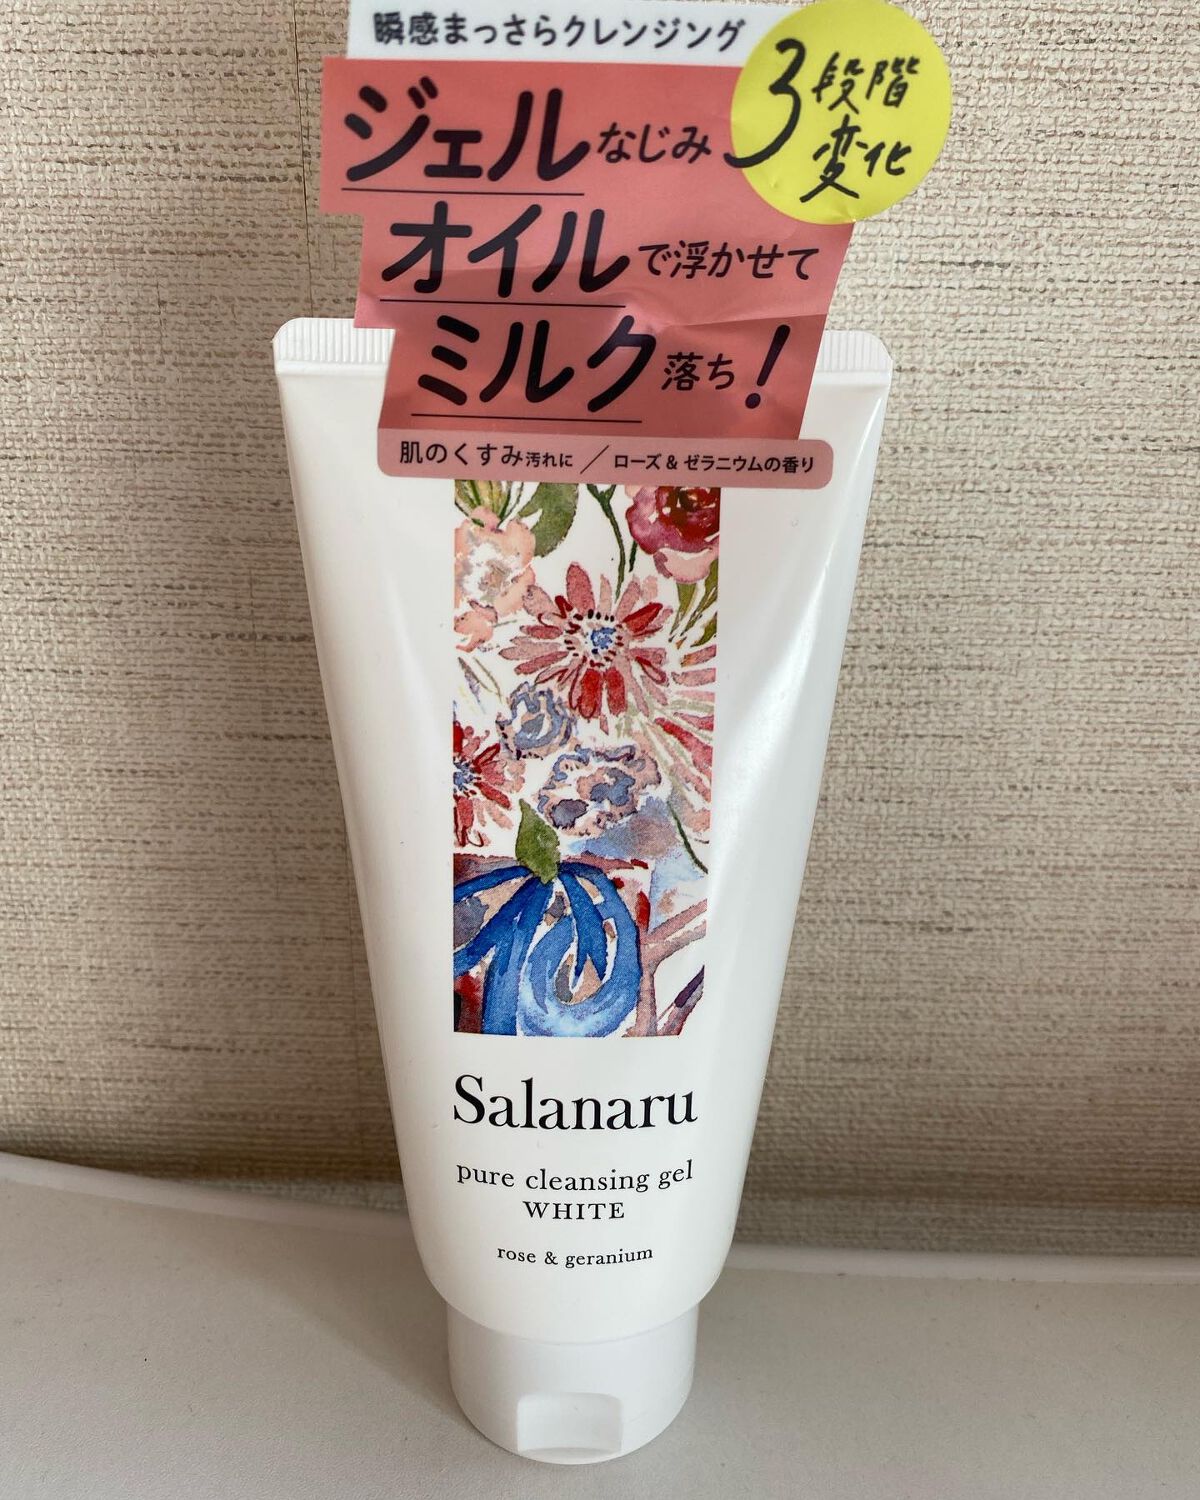 瞬感まっさらクレンジング
3段階
変化
ジェルなじみ
オイルで浮かせて
ミルク落ち!
肌のくすみ汚れに / ローズ & ゼラニウムの香り
Salanaru
pure cleansing gel
WHITE
rose & geranium